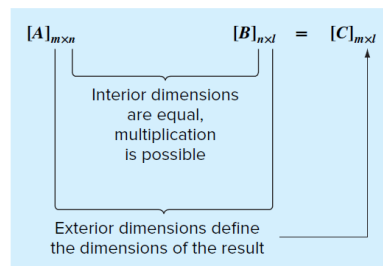 [A]m×n [B]n×l = [C]m×l
Interior dimensions
are equal,
multiplication
is possible
Exterior dimensions define
the dimensions of the result